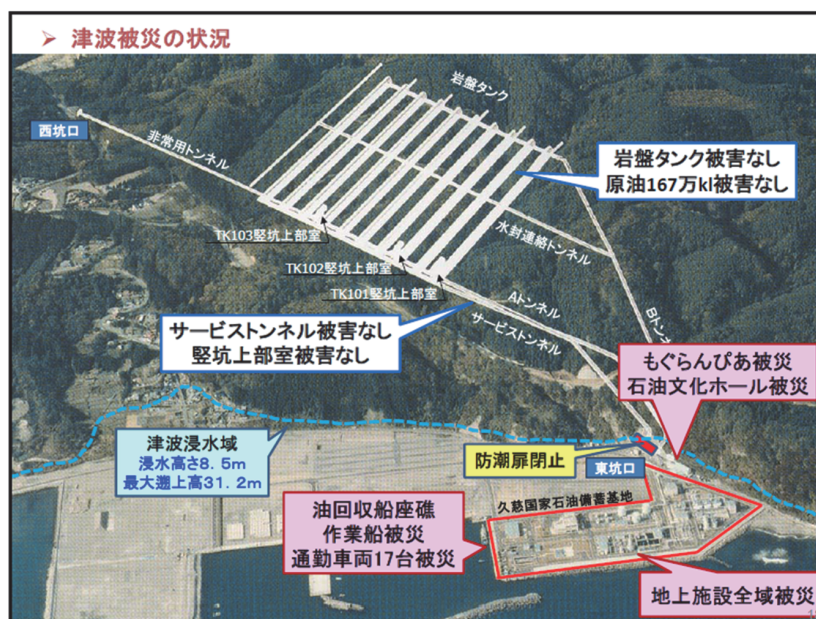 ➤ 津波被災の状況
岩盤タンク
西坑口
非常用トンネル
岩盤タンク被害なし
原油167万kl被害なし
TK103竪坑上部室
水封連絡トンネル
TK102竪坑上部室
TK101竪坑上部室
Aトンネル
Bトンネ
サービストンネル
サービストンネル被害なし
竪坑上部室被害なし
もぐらんぴあ被災
石油文化ホール被災
津波浸水域
浸水高さ8.5m
最大遡上高31.2m
防潮扉閉止
東坑口
久慈国家石油備蓄基地
油回収船座礁
作業船被災
通勤車両17台被災
地上施設全域被災